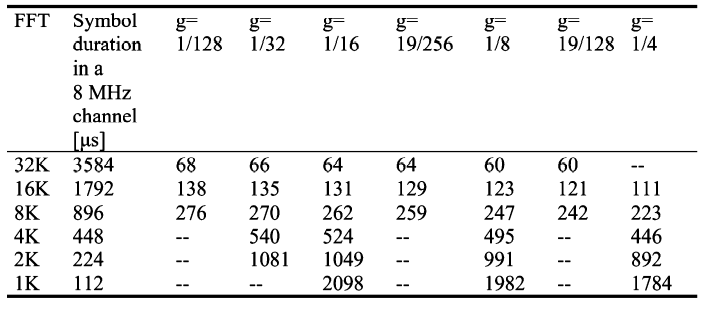 FFT Symbol duration in a 8 MHz channel [µs] g= 1/128 g= 1/32 g= 1/16 g= 19/256 g= 1/8 g= 19/128 g= 1/4
32K 3584 68 66 64 64 60 60 --
16K 1792 138 135 131 129 123 121 111
8K 896 276 270 262 259 247 242 223
4K 448 -- 540 524 -- 495 -- 446
2K 224 -- 1081 1049 -- 991 -- 892
1K 112 -- -- 2098 -- 1982 -- 1784